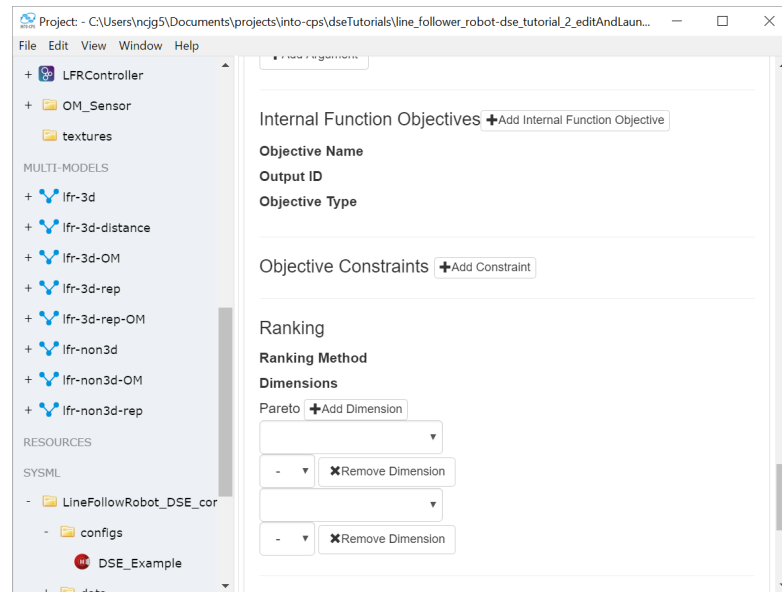 Project: - C:\Users\ncjg5\Documents\projects\into-cps\dseTutorials\line_follower_robot-dse_tutorial_2_editAndLaun...
File Edit View Window Help
+ LFRController
+ OM_Sensor
textures
MULTI-MODELS
+ lfr-3d
+ lfr-3d-distance
+ lfr-3d-OM
+ lfr-3d-rep
+ lfr-3d-rep-OM
+ lfr-non3d
+ lfr-non3d-OM
+ lfr-non3d-rep
RESOURCES
SYSML
- LineFollowRobot_DSE_cor
- configs
DSE_Example
+ data
+Add Argument
Internal Function Objectives +Add Internal Function Objective
Objective Name
Output ID
Objective Type
Objective Constraints +Add Constraint
Ranking
Ranking Method
Dimensions
Pareto +Add Dimension
- ✖Remove Dimension
- ✖Remove Dimension